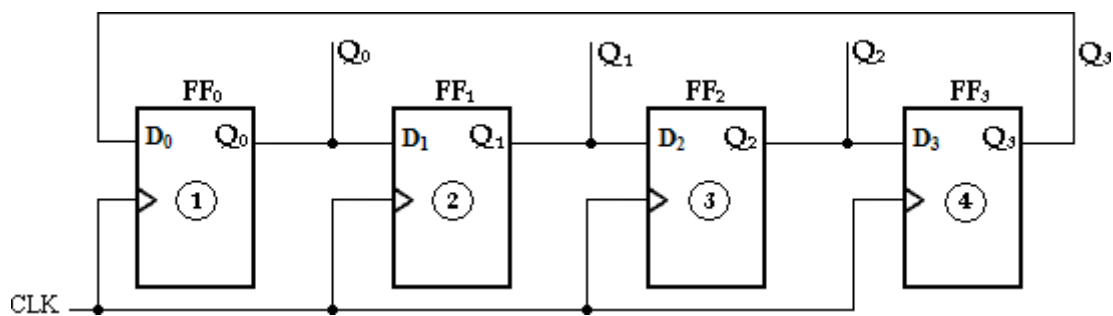 Q₀ Q₁ Q₂ Q₃
FF₀ FF₁ FF₂ FF₃
D₀ Q₀ D₁ Q₁ D₂ Q₂ D₃ Q₃
1 2 3 4
CLK